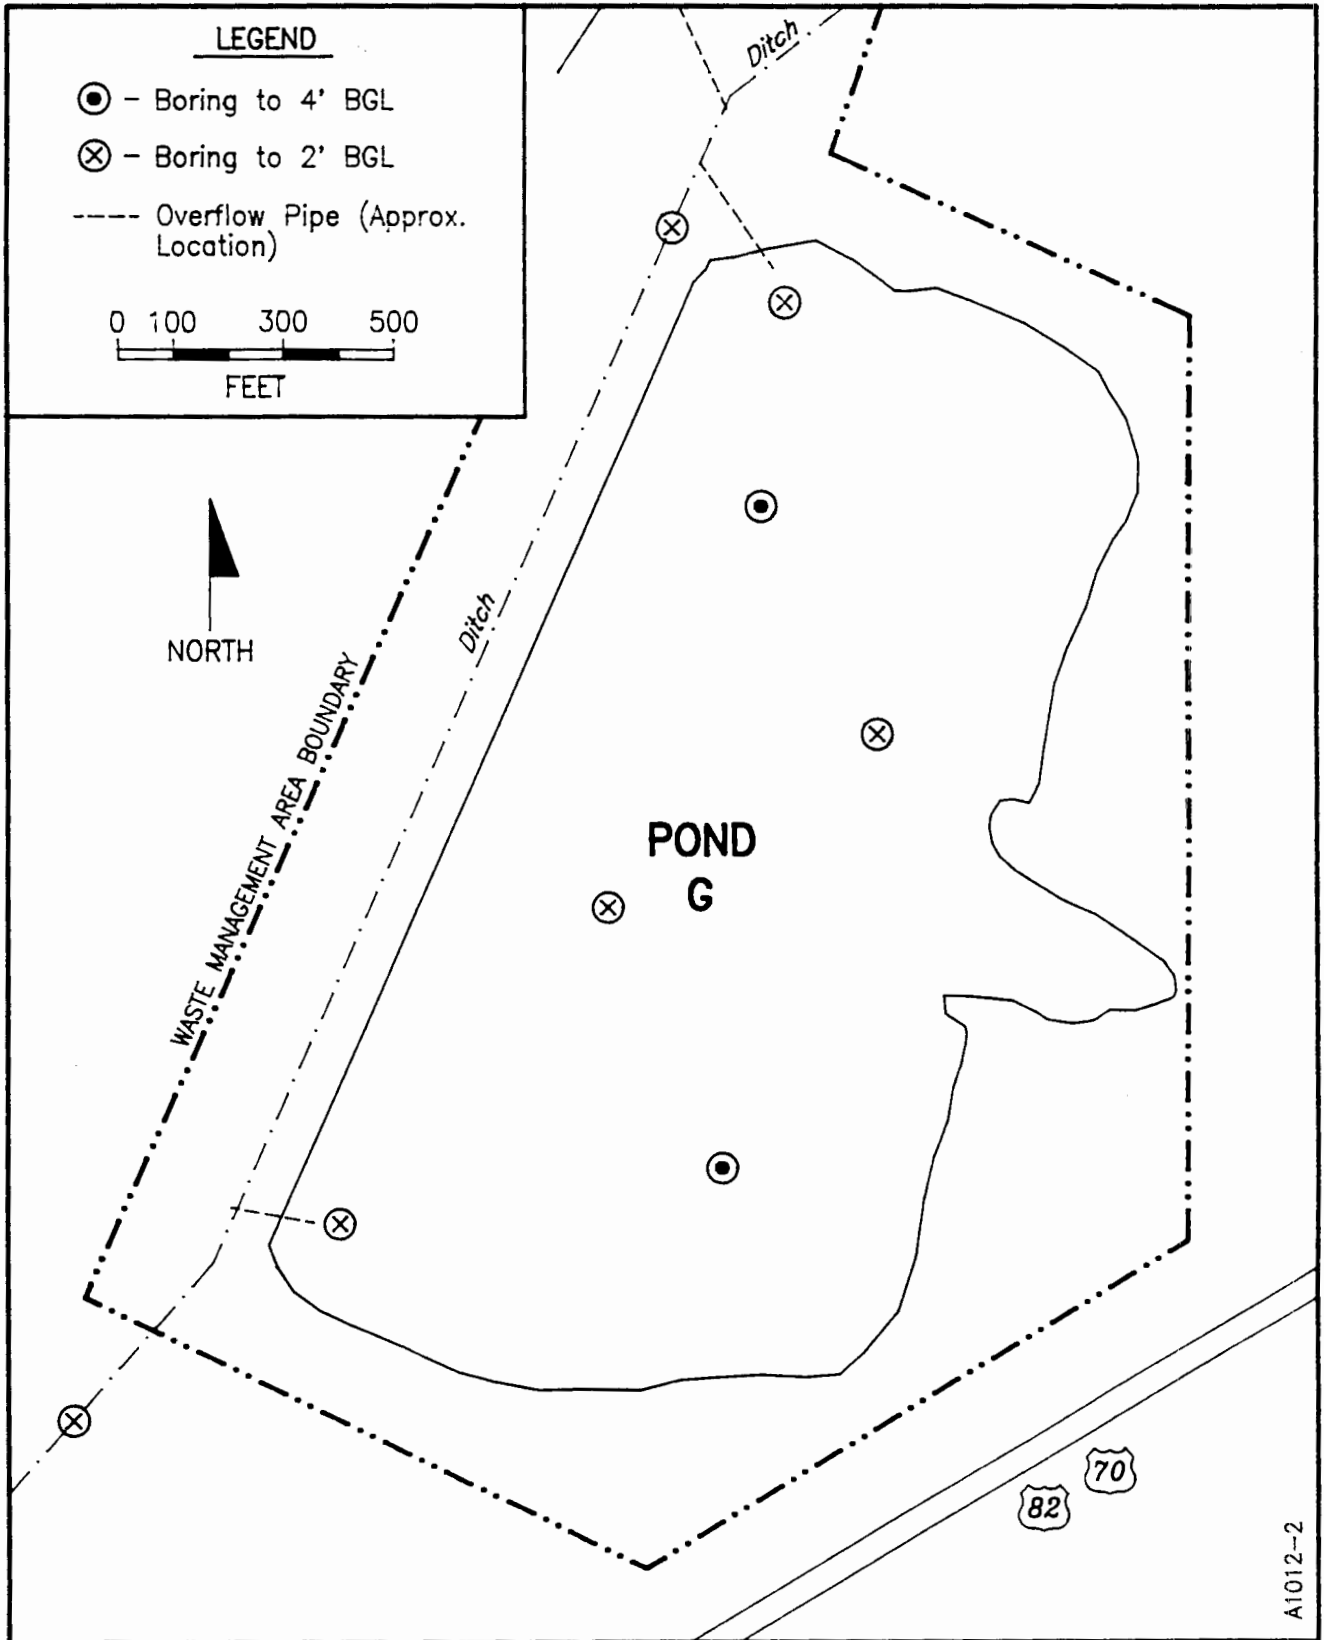 LEGEND
- Boring to 4' BGL
- Boring to 2' BGL
Overflow Pipe (Approx.
Location)
0 100 300 500
FEET
Ditch
NORTH
Ditch
WASTE MANAGEMENT AREA BOUNDARY
POND
G
70
82
A1012-2